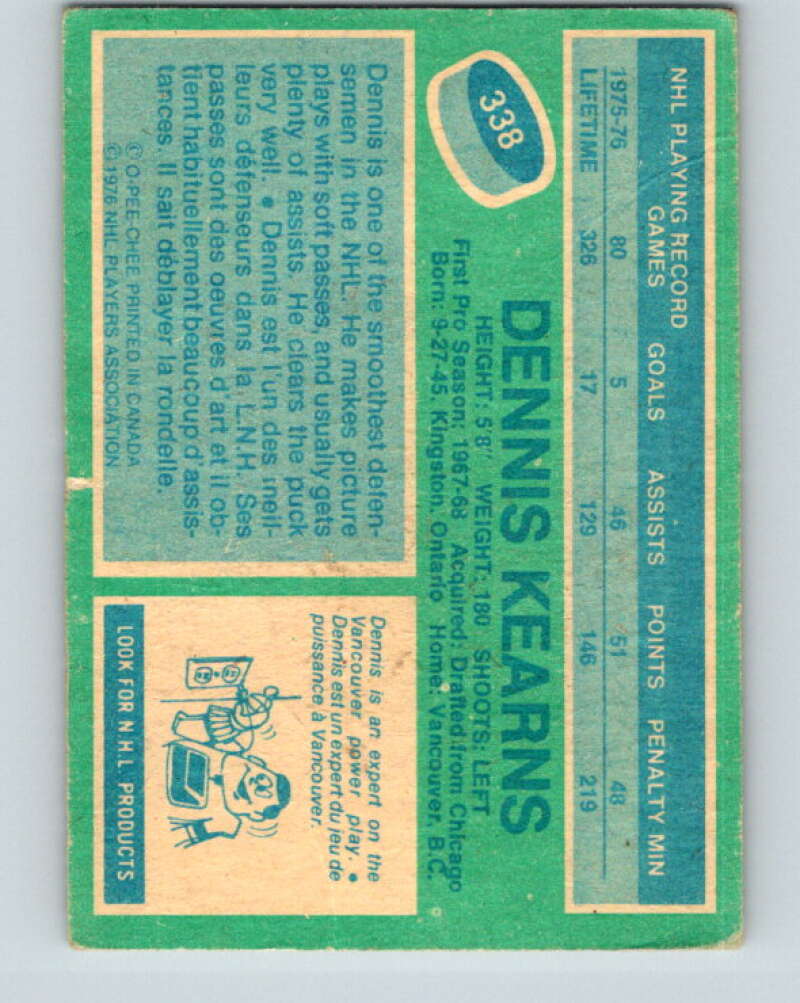 NHL PLAYING RECORD
GAMES GOALS ASSISTS POINTS PENALTY MIN
1975-76 80 5 46 51 48
LIFETIME 326 17 129 146 219
338
DENNIS KEARNS
HEIGHT: 5'8" WEIGHT: 180 SHOOTS: LEFT
First Pro Season: 1967-68 Acquired: Drafted from Chicago
Born: 9-27-45, Kingston, Ontario Home: Vancouver, B.C.
Dennis is one of the smoothest defen-
semen in the NHL. He makes picture
plays with soft passes and usually gets
plenty of assists. He clears the puck
very well. • Dennis est l'un des meil-
leurs défenseurs dans la L.N.H. Ses
passes sont des oeuvres d'art et il ob-
tient habituellement beaucoup d'assis-
tances. Il sait déblayer la rondelle.
© O-PEE-CHEE PRINTED IN CANADA
© 1976 NHL PLAYERS ASSOCIATION
Dennis is an expert on the
Vancouver power play. •
Dennis est un expert du jeu de
puissance à Vancouver.
LOOK FOR N.H.L. PRODUCTS